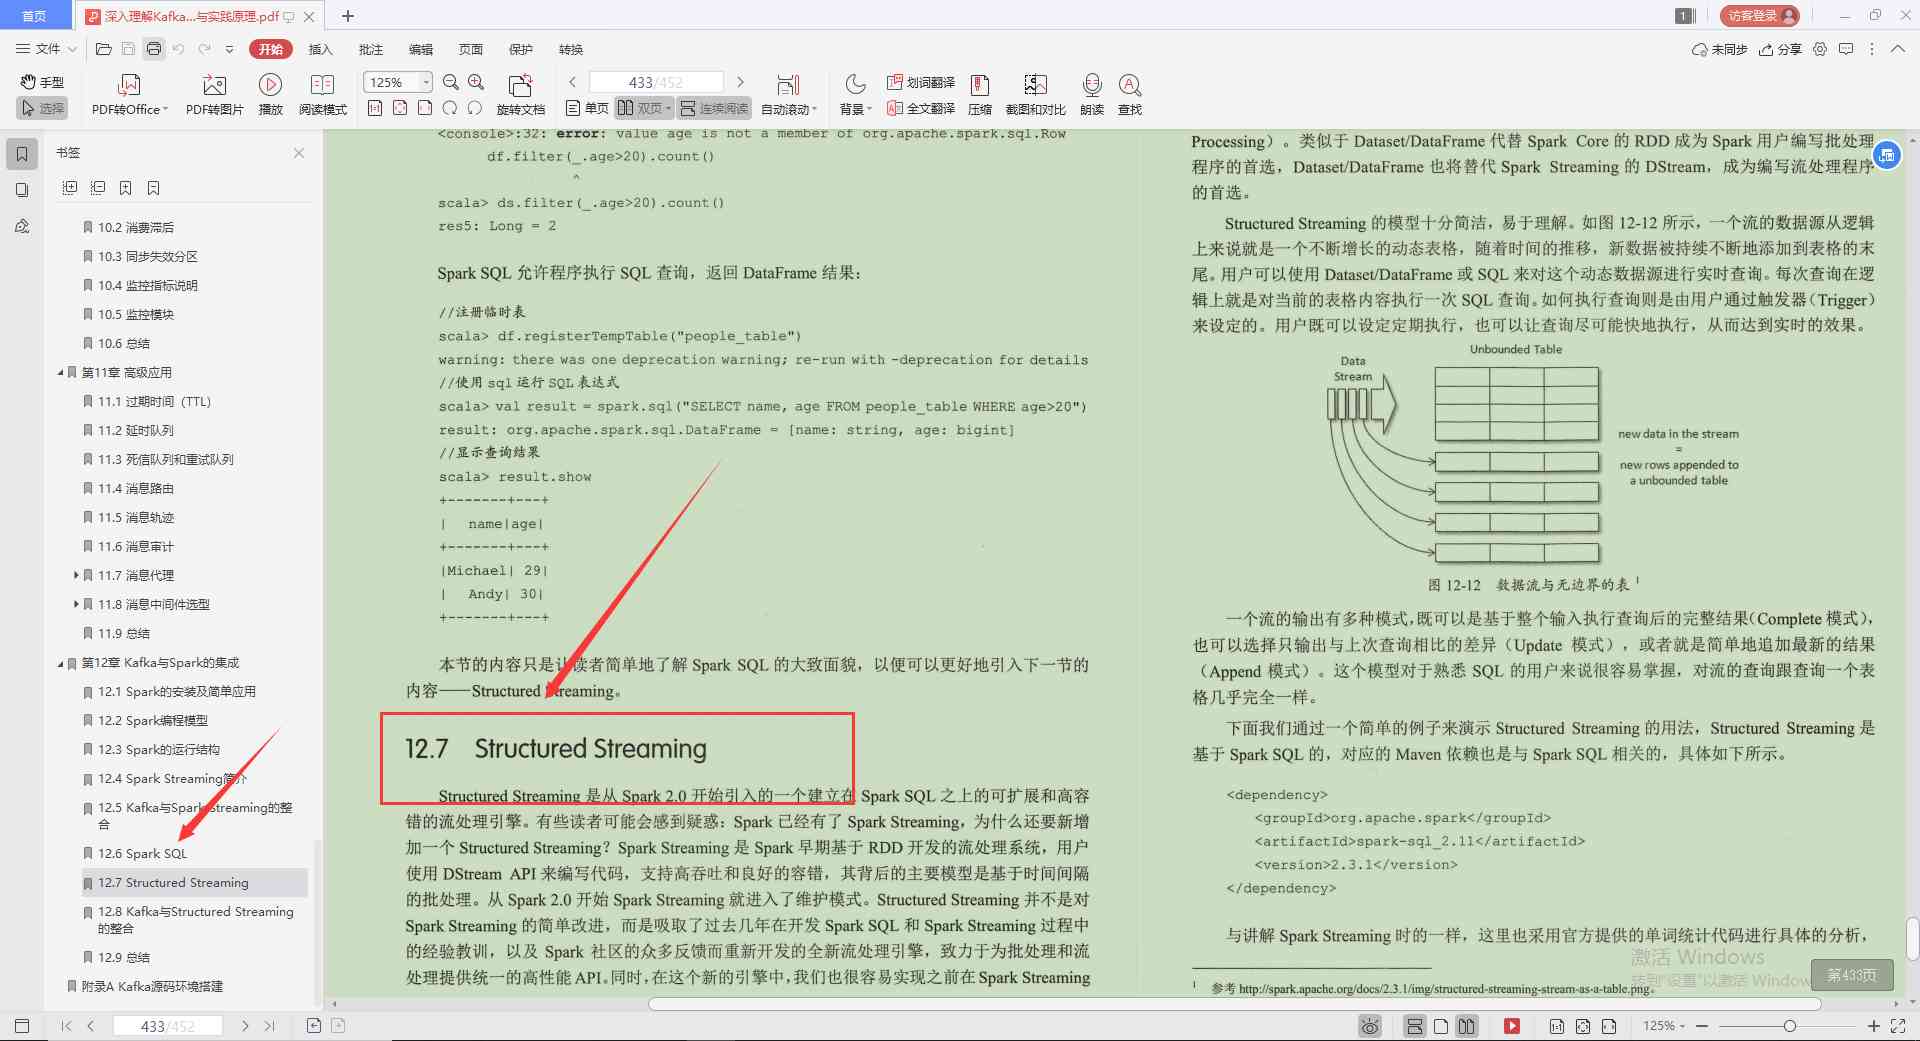 首页
深入理解Kafka...与实践原理.pdf
1
访客登录
文件
开始
插入
批注
编辑
页面
保护
转换
未同步
分享
手型
选择
PDF转Office
PDF转图片
播放
阅读模式
125%
旋转文档
433/452
单页
双页
连续阅读
自动滚动
背景
划词翻译
全文翻译
压缩
截图和对比
朗读
查找
书签
10.2 消费滞后
10.3 同步失效分区
10.4 监控指标说明
10.5 监控模块
10.6 总结
第11章 高级应用
11.1 过期时间（TTL）
11.2 延时队列
11.3 死信队列和重试队列
11.4 消息路由
11.5 消息轨迹
11.6 消息审计
11.7 消息代理
11.8 消息中间件选型
11.9 总结
第12章 Kafka与Spark的集成
12.1 Spark的安装及简单应用
12.2 Spark编程模型
12.3 Spark的运行结构
12.4 Spark Streaming简介
12.5 Kafka与Spark Streaming的整
合
12.6 Spark SQL
12.7 Structured Streaming
12.8 Kafka与Structured Streaming
的整合
12.9 总结
附录A Kafka源码环境搭建
<console>:32: error: value age is not a member of org.apache.spark.sql.Row
df.filter(_.age>20).count()
^
scala> ds.filter(_.age>20).count()
res5: Long = 2
Spark SQL 允许程序执行 SQL 查询，返回 DataFrame 结果：
//注册临时表
scala> df.registerTempTable("people_table")
warning: there was one deprecation warning; re-run with -deprecation for details
//使用 sql 运行 SQL 表达式
scala> val result = spark.sql("SELECT name, age FROM people_table WHERE age>20")
result: org.apache.spark.sql.DataFrame = [name: string, age: bigint]
//显示查询结果
scala> result.show
+-------+---+
|   name|age|
+-------+---+
|Michael| 29|
|   Andy| 30|
+-------+---+
本节的内容只是让读者简单地了解 Spark SQL 的大致面貌，以便可以更好地引入下一节的
内容——Structured Streaming。
12.7 Structured Streaming
Structured Streaming 是从 Spark 2.0 开始引入的一个建立在 Spark SQL 之上的可扩展和高容
错的流处理引擎。有些读者可能会感到疑惑：Spark 已经有了 Spark Streaming，为什么还要新增
加一个 Structured Streaming？Spark Streaming 是 Spark 早期基于 RDD 开发的流处理系统，用户
使用 DStream API 来编写代码，支持高吞吐和良好的容错，其背后的主要模型是基于时间间隔
的批处理。从 Spark 2.0 开始 Spark Streaming 就进入了维护模式。Structured Streaming 并不是对
Spark Streaming 的简单改进，而是吸取了过去几年在开发 Spark SQL 和 Spark Streaming 过程中
的经验教训，以及 Spark 社区的众多反馈而重新开发的全新流处理引擎，致力于为批处理和流
处理提供统一的高性能 API。同时，在这个新的引擎中，我们也很容易实现之前在 Spark Streaming
Processing）。类似于 Dataset/DataFrame 代替 Spark Core 的 RDD 成为 Spark 用户编写批处理
程序的首选，Dataset/DataFrame 也将替代 Spark Streaming 的 DStream，成为编写流处理程序
的首选。
Structured Streaming 的模型十分简洁，易于理解。如图 12-12 所示，一个流的数据源从逻辑
上来说就是一个不断增长的动态表格，随着时间的推移，新数据被持续不断地添加到表格的末
尾。用户可以使用 Dataset/DataFrame 或 SQL 来对这个动态数据源进行实时查询。每次查询在逻
辑上就是对当前的表格内容执行一次 SQL 查询。如何执行查询则是由用户通过触发器（Trigger）
来设定的。用户既可以设定定期执行，也可以让查询尽可能快地执行，从而达到实时的效果。
Data
Stream
Unbounded Table
new data in the stream
=
new rows appended to
a unbounded table
图 12-12 数据流与无边界的表 1
一个流的输出有多种模式，既可以是基于整个输入执行查询后的完整结果（Complete 模式），
也可以选择只输出与上次查询相比的差异（Update 模式），或者就是简单地追加最新的结果
（Append 模式）。这个模型对于熟悉 SQL 的用户来说很容易掌握，对流的查询跟查询一个表
格几乎完全一样。
下面我们通过一个简单的例子来演示 Structured Streaming 的用法，Structured Streaming 是
基于 Spark SQL 的，对应的 Maven 依赖也是与 Spark SQL 相关的，具体如下所示。
<dependency>
<groupId>org.apache.spark</groupId>
<artifactId>spark-sql_2.11</artifactId>
<version>2.3.1</version>
</dependency>
与讲解 Spark Streaming 时的一样，这里也采用官方提供的单词统计代码进行具体的分析，
1 参考 http://spark.apache.org/docs/2.3.1/img/structured-streaming-stream-as-a-table.png。
激活 Windows
转到"设置"以激活 Windows
第433页
433/452
125%